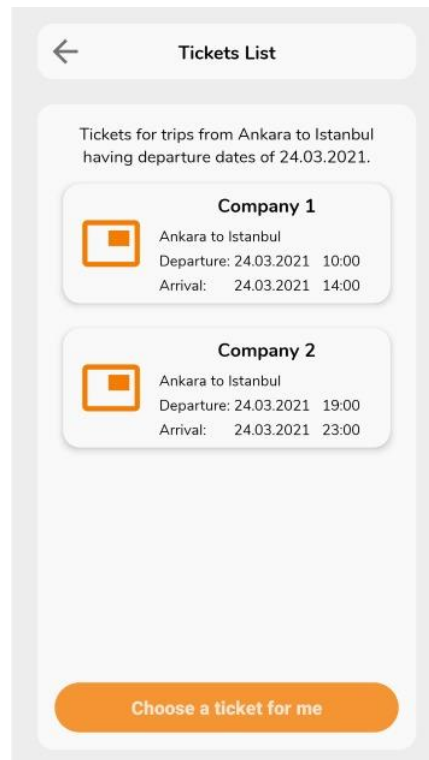 Tickets List
Tickets for trips from Ankara to Istanbul
having departure dates of 24.03.2021.
Company 1
Ankara to Istanbul
Departure: 24.03.2021 10:00
Arrival: 24.03.2021 14:00
Company 2
Ankara to Istanbul
Departure: 24.03.2021 19:00
Arrival: 24.03.2021 23:00
Choose a ticket for me